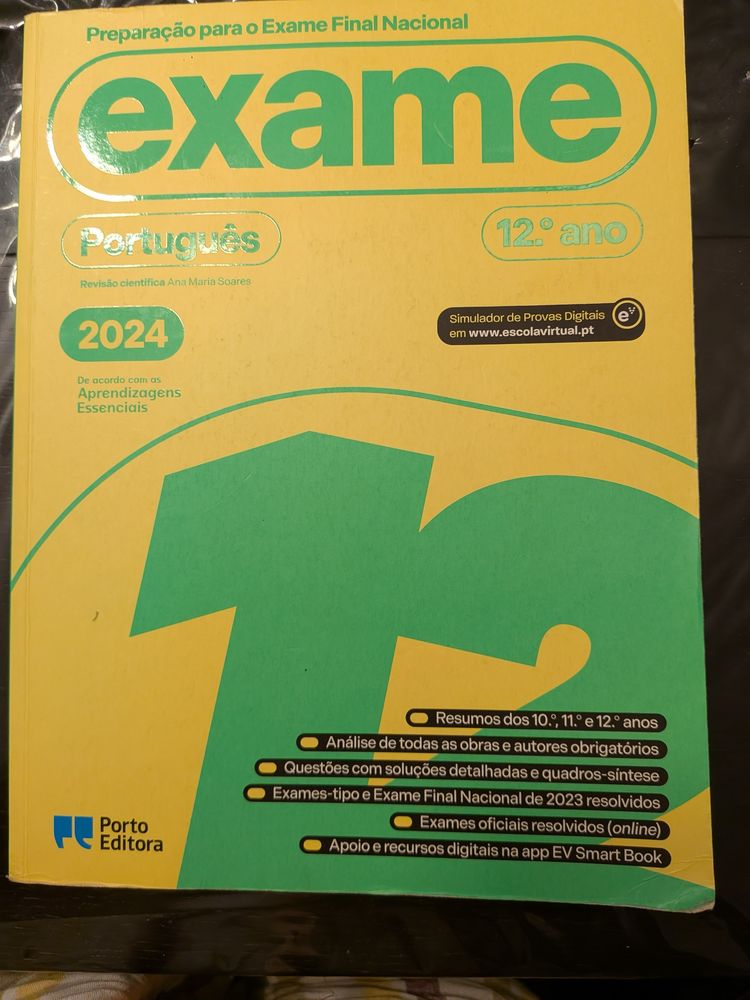 Preparação para o Exame Final Nacional
exame
Português
12.º ano
Revisão científica Ana Maria Soares
2024
Simulador de Provas Digitais
em www.escolavirtual.pt
eV
De acordo com as
Aprendizagens
Essenciais
12
Resumos dos 10.º, 11.º e 12.º anos
Análise de todas as obras e autores obrigatórios
Questões com soluções detalhadas e quadros-síntese
Exames-tipo e Exame Final Nacional de 2023 resolvidos
Exames oficiais resolvidos (online)
Apoio e recursos digitais na app EV Smart Book
Porto
Editora